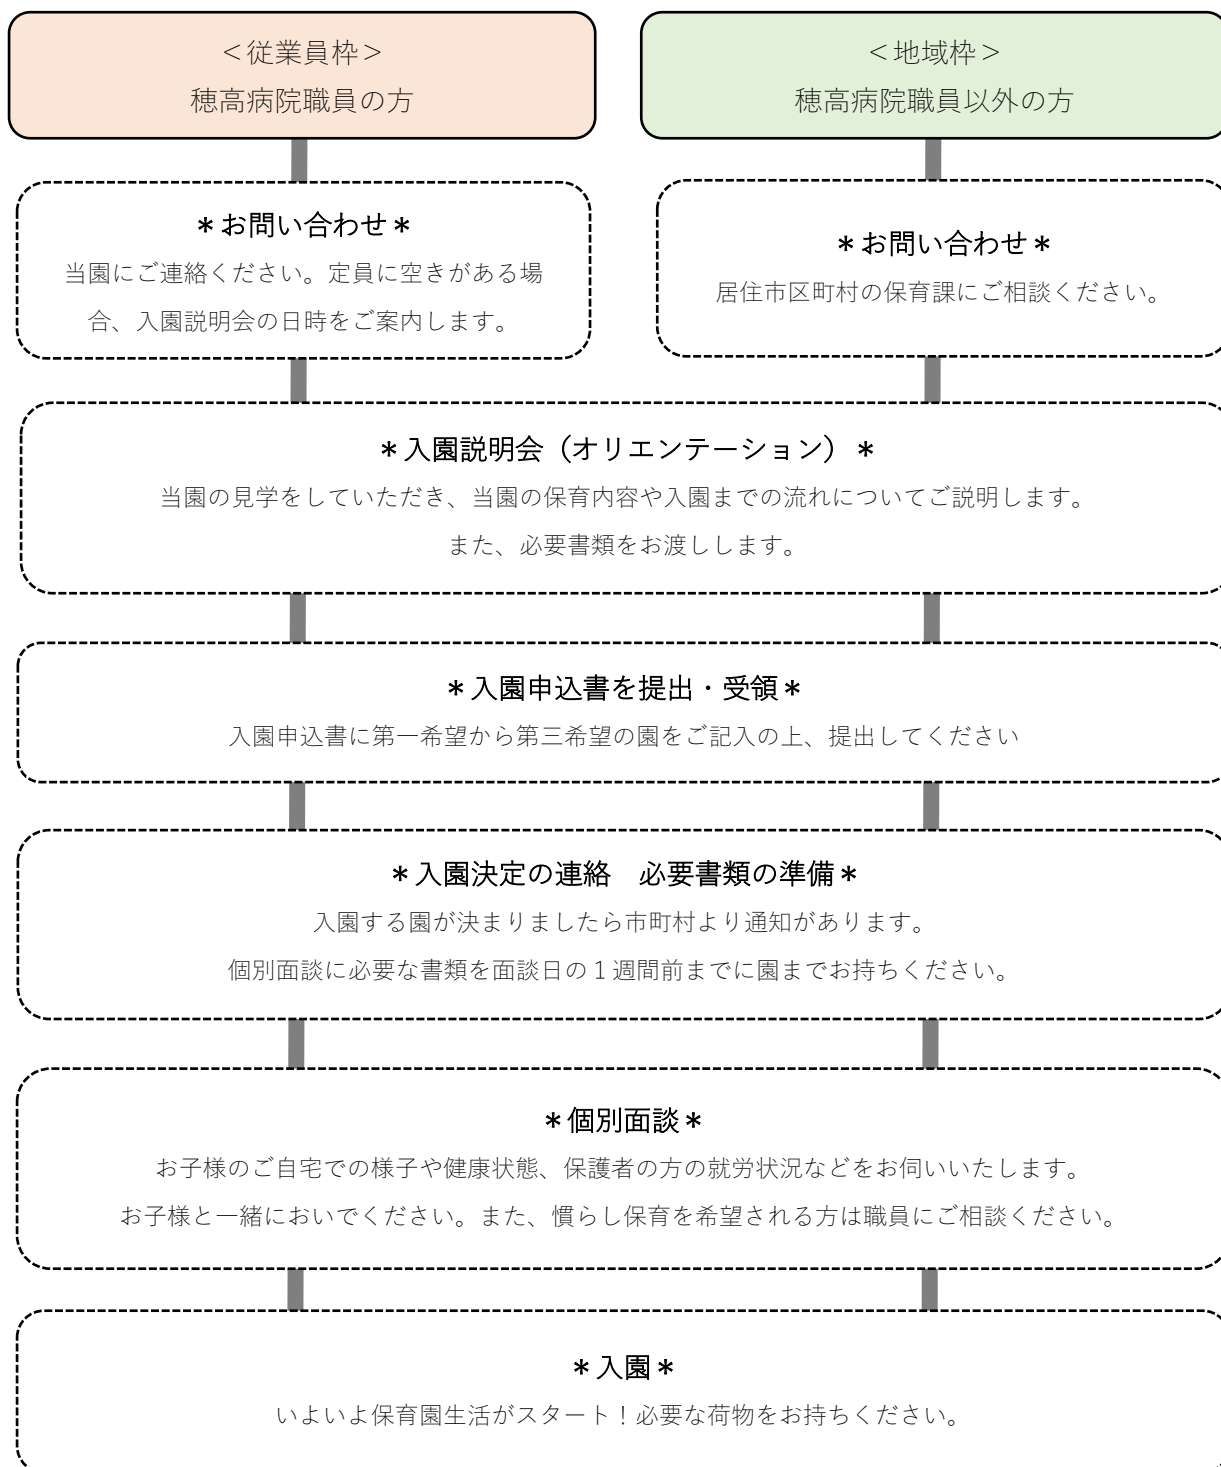 ＜従業員枠＞
穂高病院職員の方
＜地域枠＞
穂高病院職員以外の方
＊お問い合わせ＊
当園にご連絡ください。定員に空きがある場
合、入園説明会の日時をご案内します。
＊お問い合わせ＊
居住市区町村の保育課にご相談ください。
＊入園説明会（オリエンテーション）＊
当園の見学をしていただき、当園の保育内容や入園までの流れについてご説明します。
また、必要書類をお渡しします。
＊入園申込書を提出・受領＊
入園申込書に第一希望から第三希望の園をご記入の上、提出してください
＊入園決定の連絡　必要書類の準備＊
入園する園が決まりましたら市町村より通知があります。
個別面談に必要な書類を面談日の１週間前までに園までお持ちください。
＊個別面談＊
お子様のご自宅での様子や健康状態、保護者の方の就労状況などをお伺いいたします。
お子様と一緒においでください。また、慣らし保育を希望される方は職員にご相談ください。
＊入園＊
いよいよ保育園生活がスタート！必要な荷物をお持ちください。